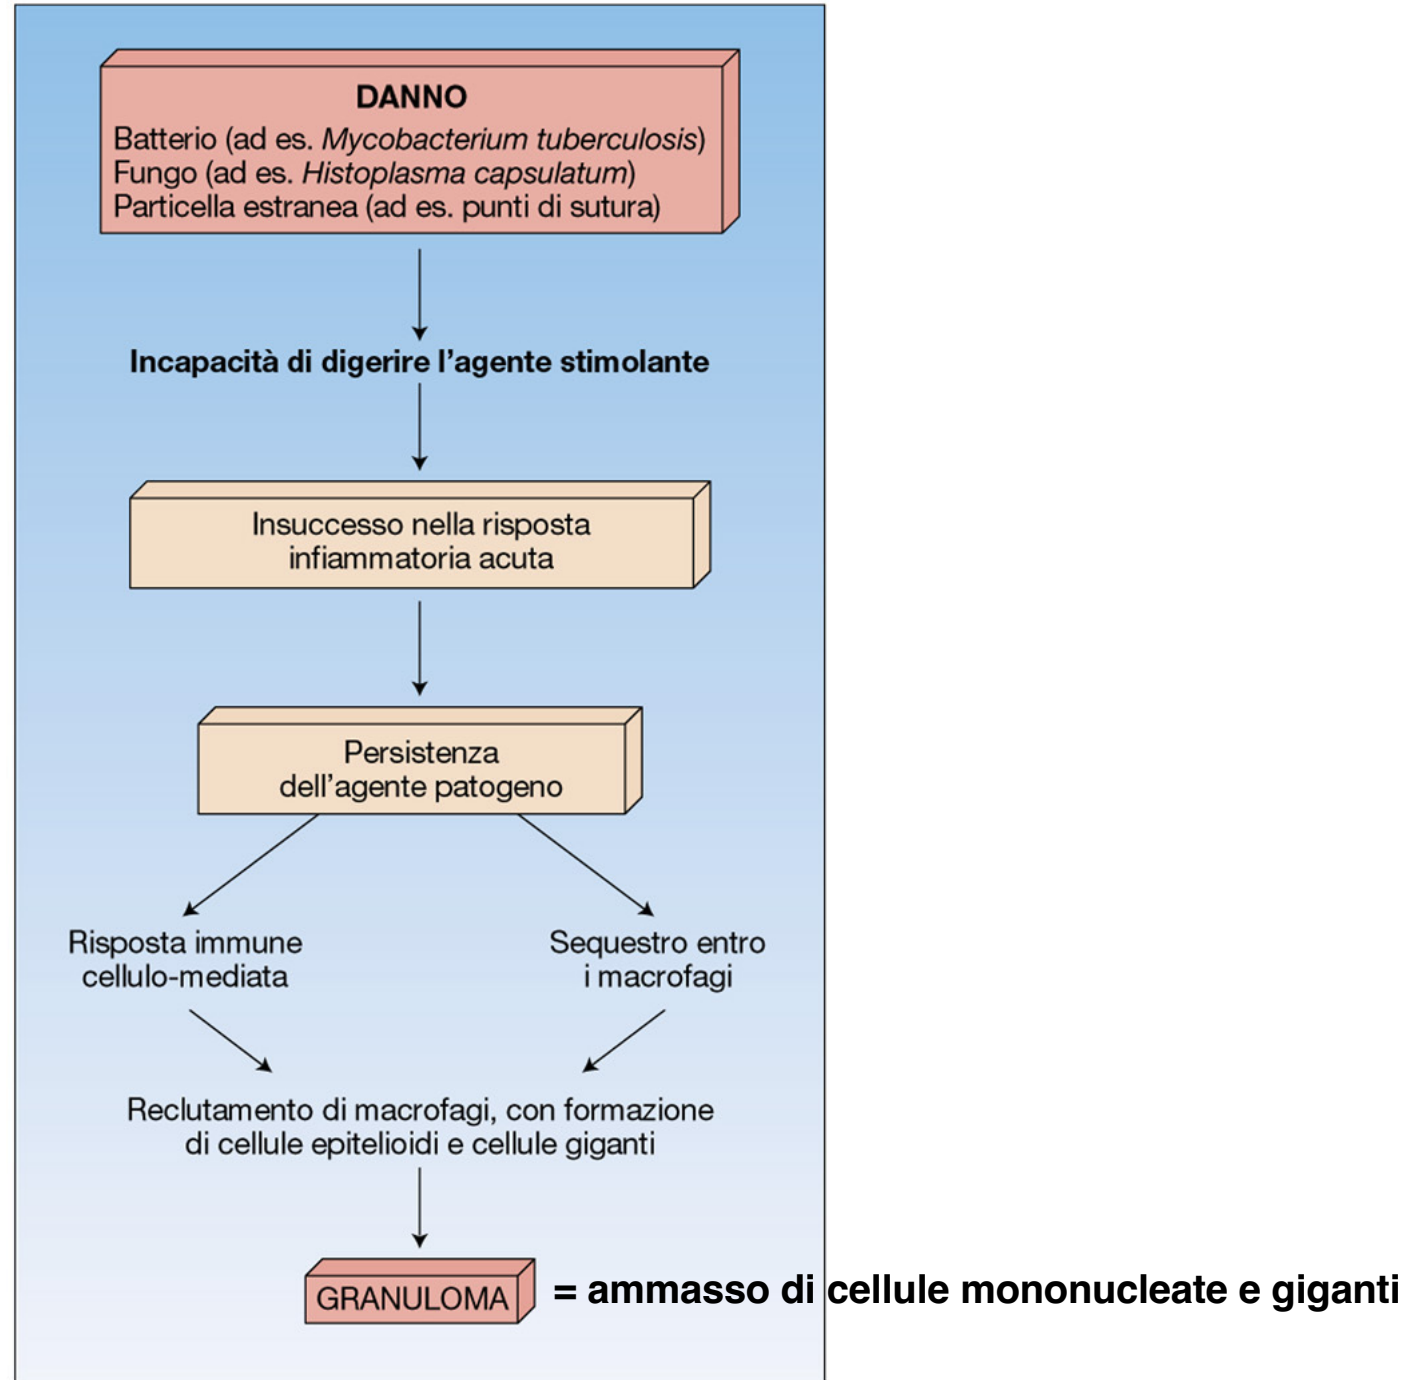 DANNO
Batterio (ad es. Mycobacterium tuberculosis)
Fungo (ad es. Histoplasma capsulatum)
Particella estranea (ad es. punti di sutura)
Incapacità di digerire l’agente stimolante
Insuccesso nella risposta
infiammatoria acuta
Persistenza
dell’agente patogeno
Risposta immune
cellulo-mediata
Sequestro entro
i macrofagi
Reclutamento di macrofagi, con formazione
di cellule epitelioidi e cellule giganti
GRANULOMA = ammasso di cellule mononucleate e giganti